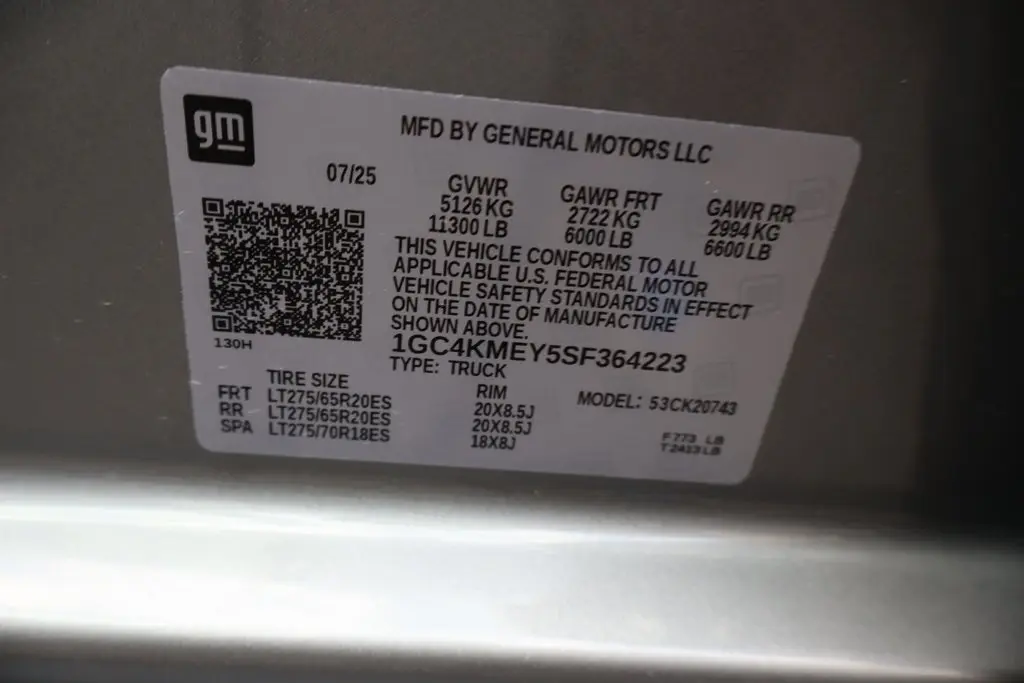 gm
MFD BY GENERAL MOTORS LLC
07/25
GVWR GAWR FRT GAWR RR
5126 KG 2722 KG 2994 KG
11300 LB 6000 LB 6600 LB
THIS VEHICLE CONFORMS TO ALL
APPLICABLE U.S. FEDERAL MOTOR
VEHICLE SAFETY STANDARDS IN EFFECT
ON THE DATE OF MANUFACTURE
SHOWN ABOVE.
130H
1GC4KMEY5SF364223
TYPE: TRUCK
TIRE SIZE RIM MODEL: 53CK20743
FRT LT275/65R20ES 20X8.5J
RR LT275/65R20ES 20X8.5J
SPA LT275/70R18ES 18X8J
F 773 LB
T 2413 LB